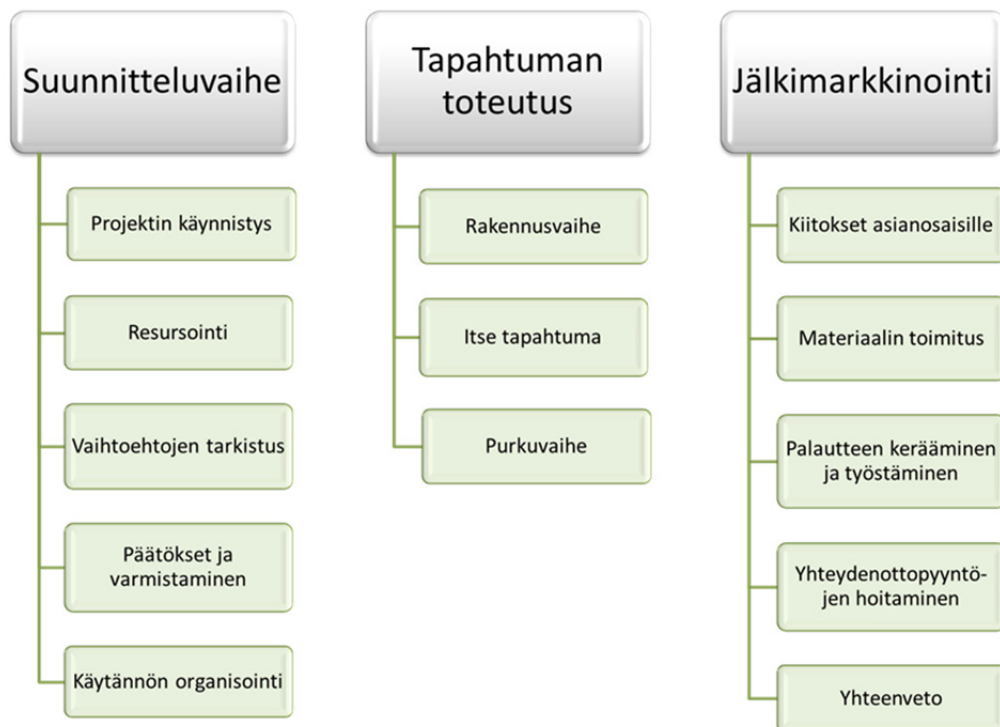 Suunnitteluvaihe
Projektin käynnistys
Resursointi
Vaihtoehtojen tarkistus
Päätökset ja
varmistaminen
Käytännön organisointi
Tapahtuman
toteutus
Rakennusvaihe
Itse tapahtuma
Purkuvaihe
Jälkimarkkinointi
Kiitokset asianosaisille
Materiaalin toimitus
Palautteen kerääminen
ja työstäminen
Yhteydenottopyyntö-
jen hoitaminen
Yhteenveto